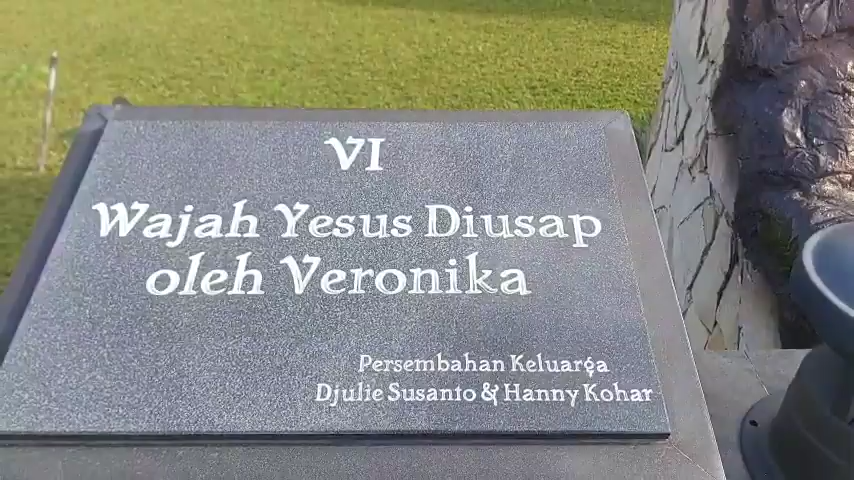 VI
Wajah Yesus Diusap
oleh Veronika
Persembahan Keluarga
Djulie Susanto & Hanny Kohar